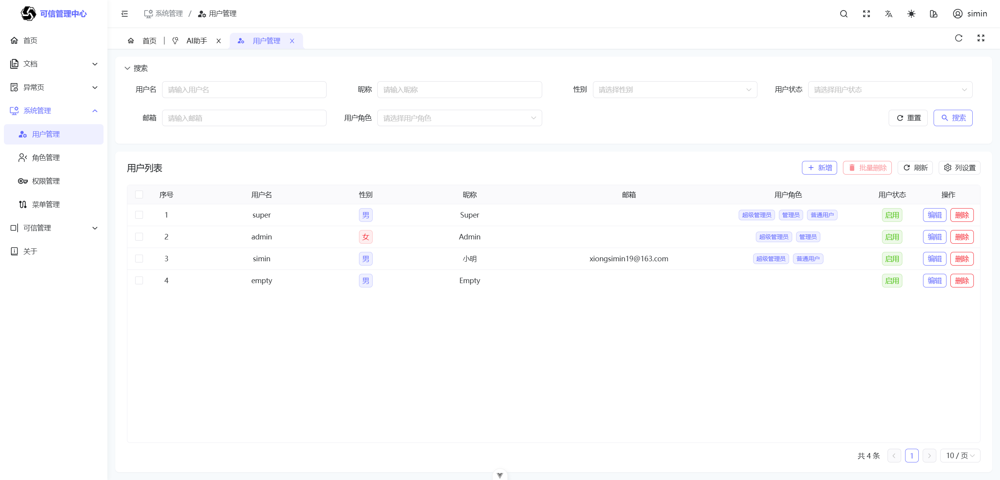 可信管理中心
首页
文档
异常页
系统管理
用户管理
角色管理
权限管理
菜单管理
可信管理
关于
系统管理 / 用户管理
simin
首页 AI助手 用户管理
搜索
用户名 请输入用户名 昵称 请输入昵称 性别 请选择性别 用户状态 请选择用户状态
邮箱 请输入邮箱 用户角色 请选择用户角色 重置 搜索
用户列表 新增 批量删除 刷新 列设置
序号 用户名 性别 昵称 邮箱 用户角色 用户状态 操作
1 super 男 Super 超级管理员 管理员 普通用户 启用 编辑 删除
2 admin 女 Admin 超级管理员 管理员 启用 编辑 删除
3 simin 男 小明 xiongsimin19@163.com 超级管理员 普通用户 启用 编辑 删除
4 empty 男 Empty 启用 编辑 删除
共 4 条 1 10 / 页